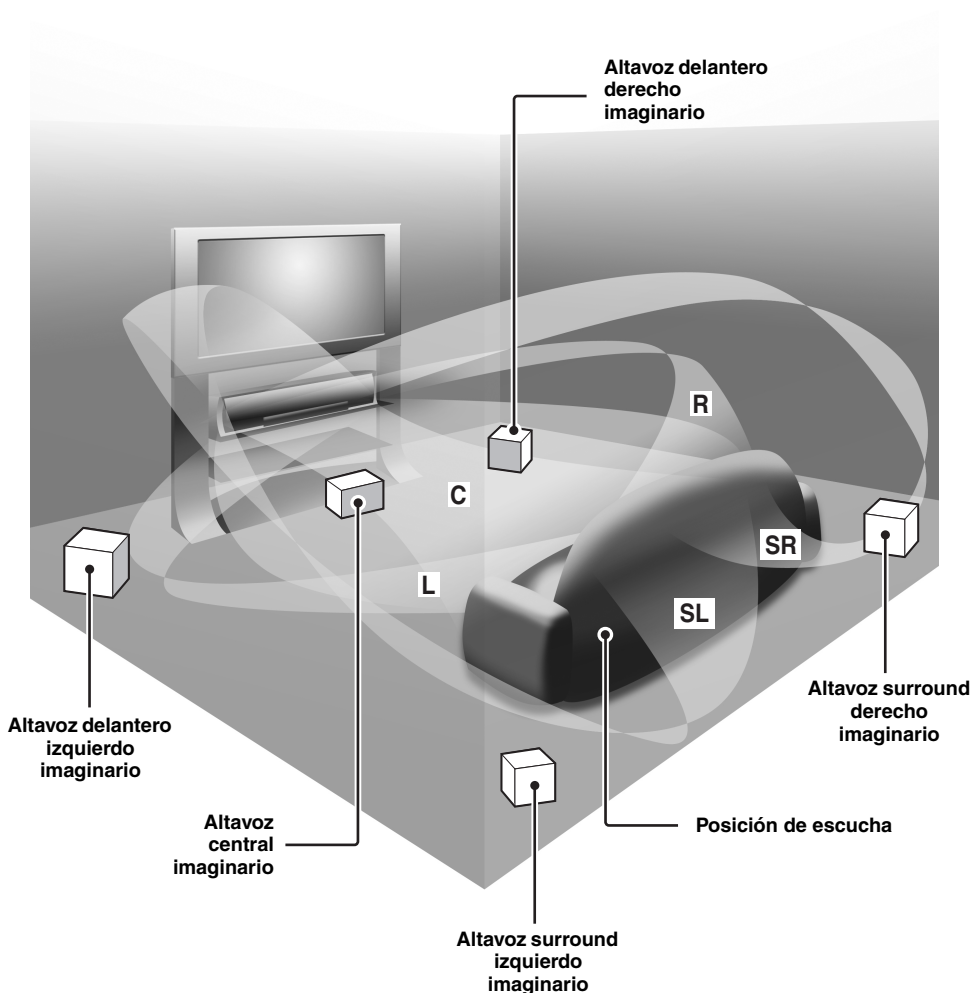 Altavoz delantero
derecho
imaginario
R
C
SR
L
SL
Altavoz surround
derecho
imaginario
Altavoz delantero
izquierdo
imaginario
Altavoz
central
imaginario
Posición de escucha
Altavoz surround
izquierdo
imaginario